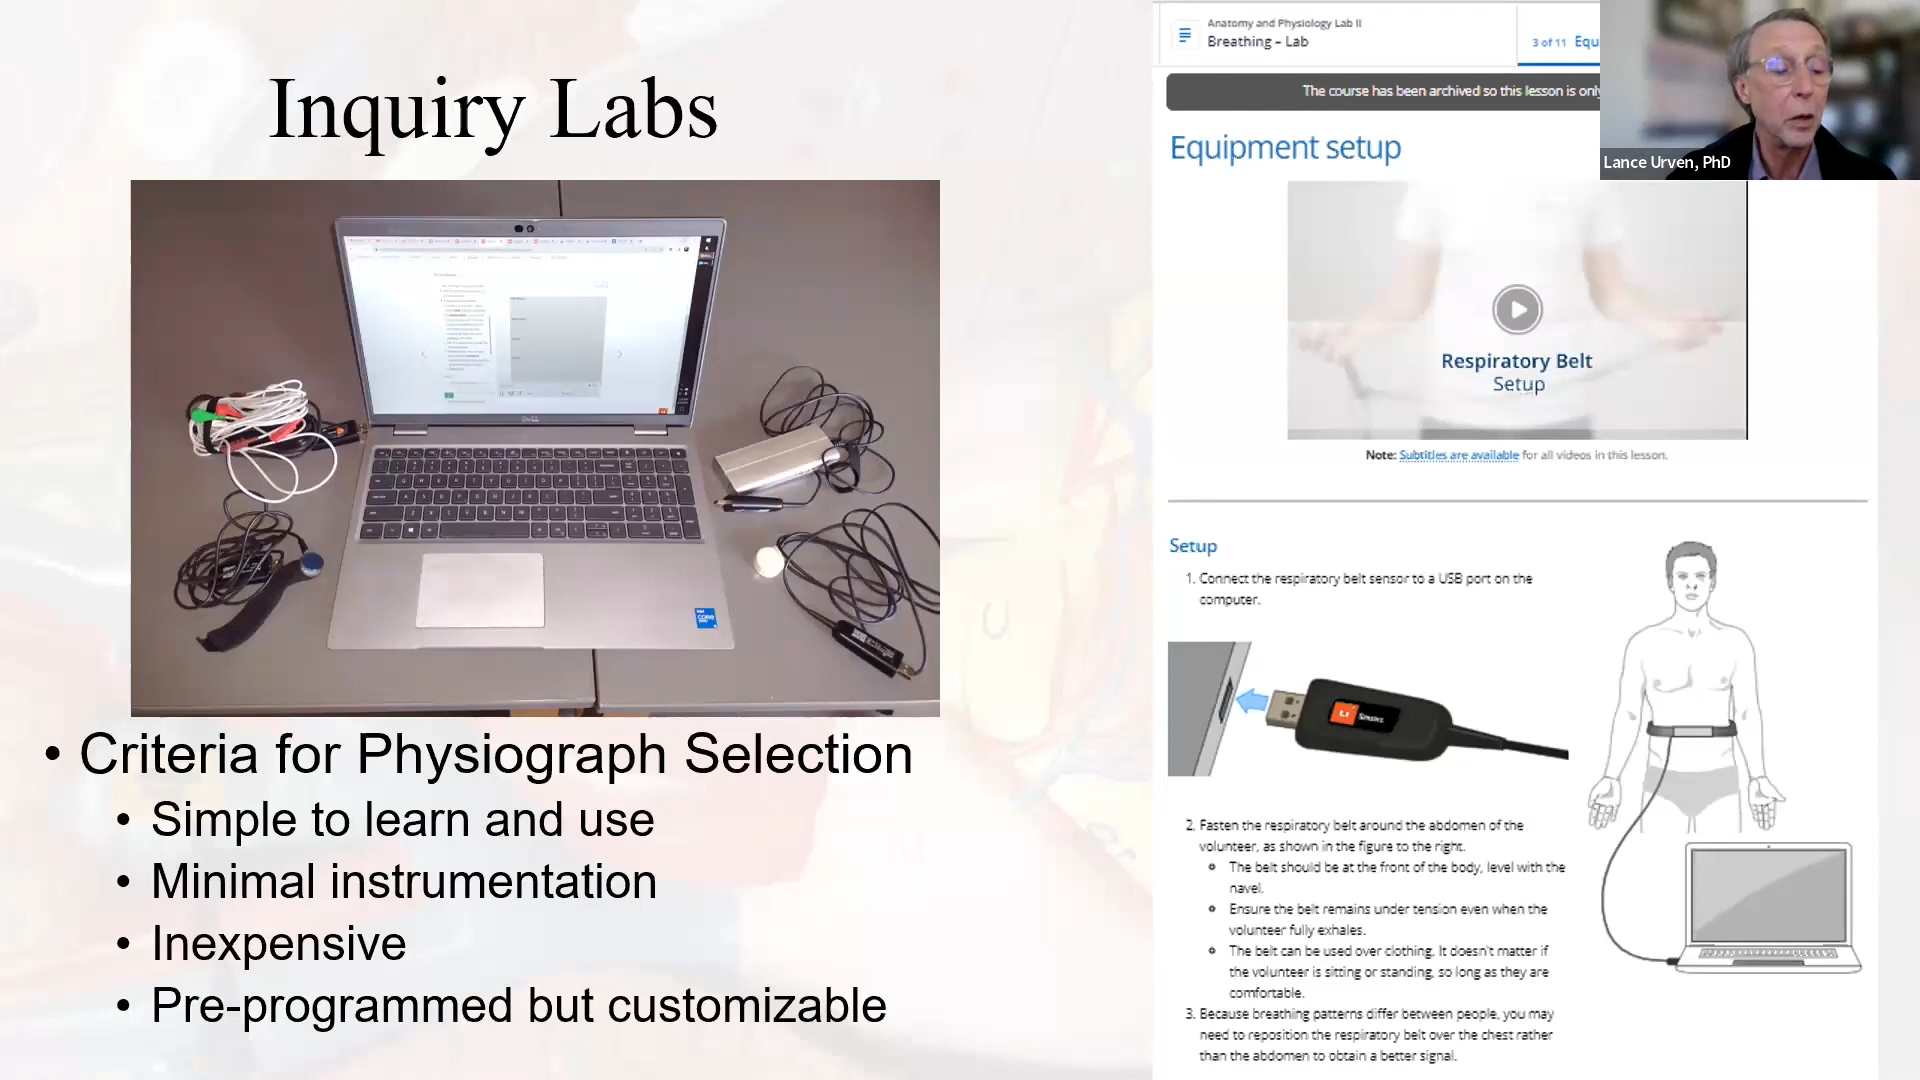 Inquiry Labs
• Criteria for Physiograph Selection
• Simple to learn and use
• Minimal instrumentation
• Inexpensive
• Pre-programmed but customizable
Anatomy and Physiology Lab II
Breathing – Lab
3 of 11 Equ
The course has been archived so this lesson is only
Equipment setup
Respiratory Belt
Setup
Note: Subtitles are available for all videos in this lesson.
Setup
1. Connect the respiratory belt sensor to a USB port on the
computer.
2. Fasten the respiratory belt around the abdomen of the
volunteer, as shown in the figure to the right.
The belt should be at the front of the body, level with the
navel.
Ensure the belt remains under tension even when the
volunteer fully exhales.
The belt can be used over clothing. It doesn't matter if
the volunteer is sitting or standing, so long as they are
comfortable.
3. Because breathing patterns differ between people, you may
need to reposition the respiratory belt over the chest rather
than the abdomen to obtain a better signal.
Lance Urven, PhD